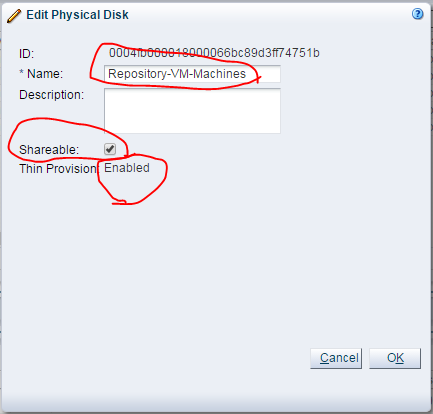 Edit Physical Disk
ID: 0004fb000018000066bc89d3ff74751b
* Name: Repository-VM-Machines
Description:
Shareable:
Thin Provision: Enabled
Cancel OK